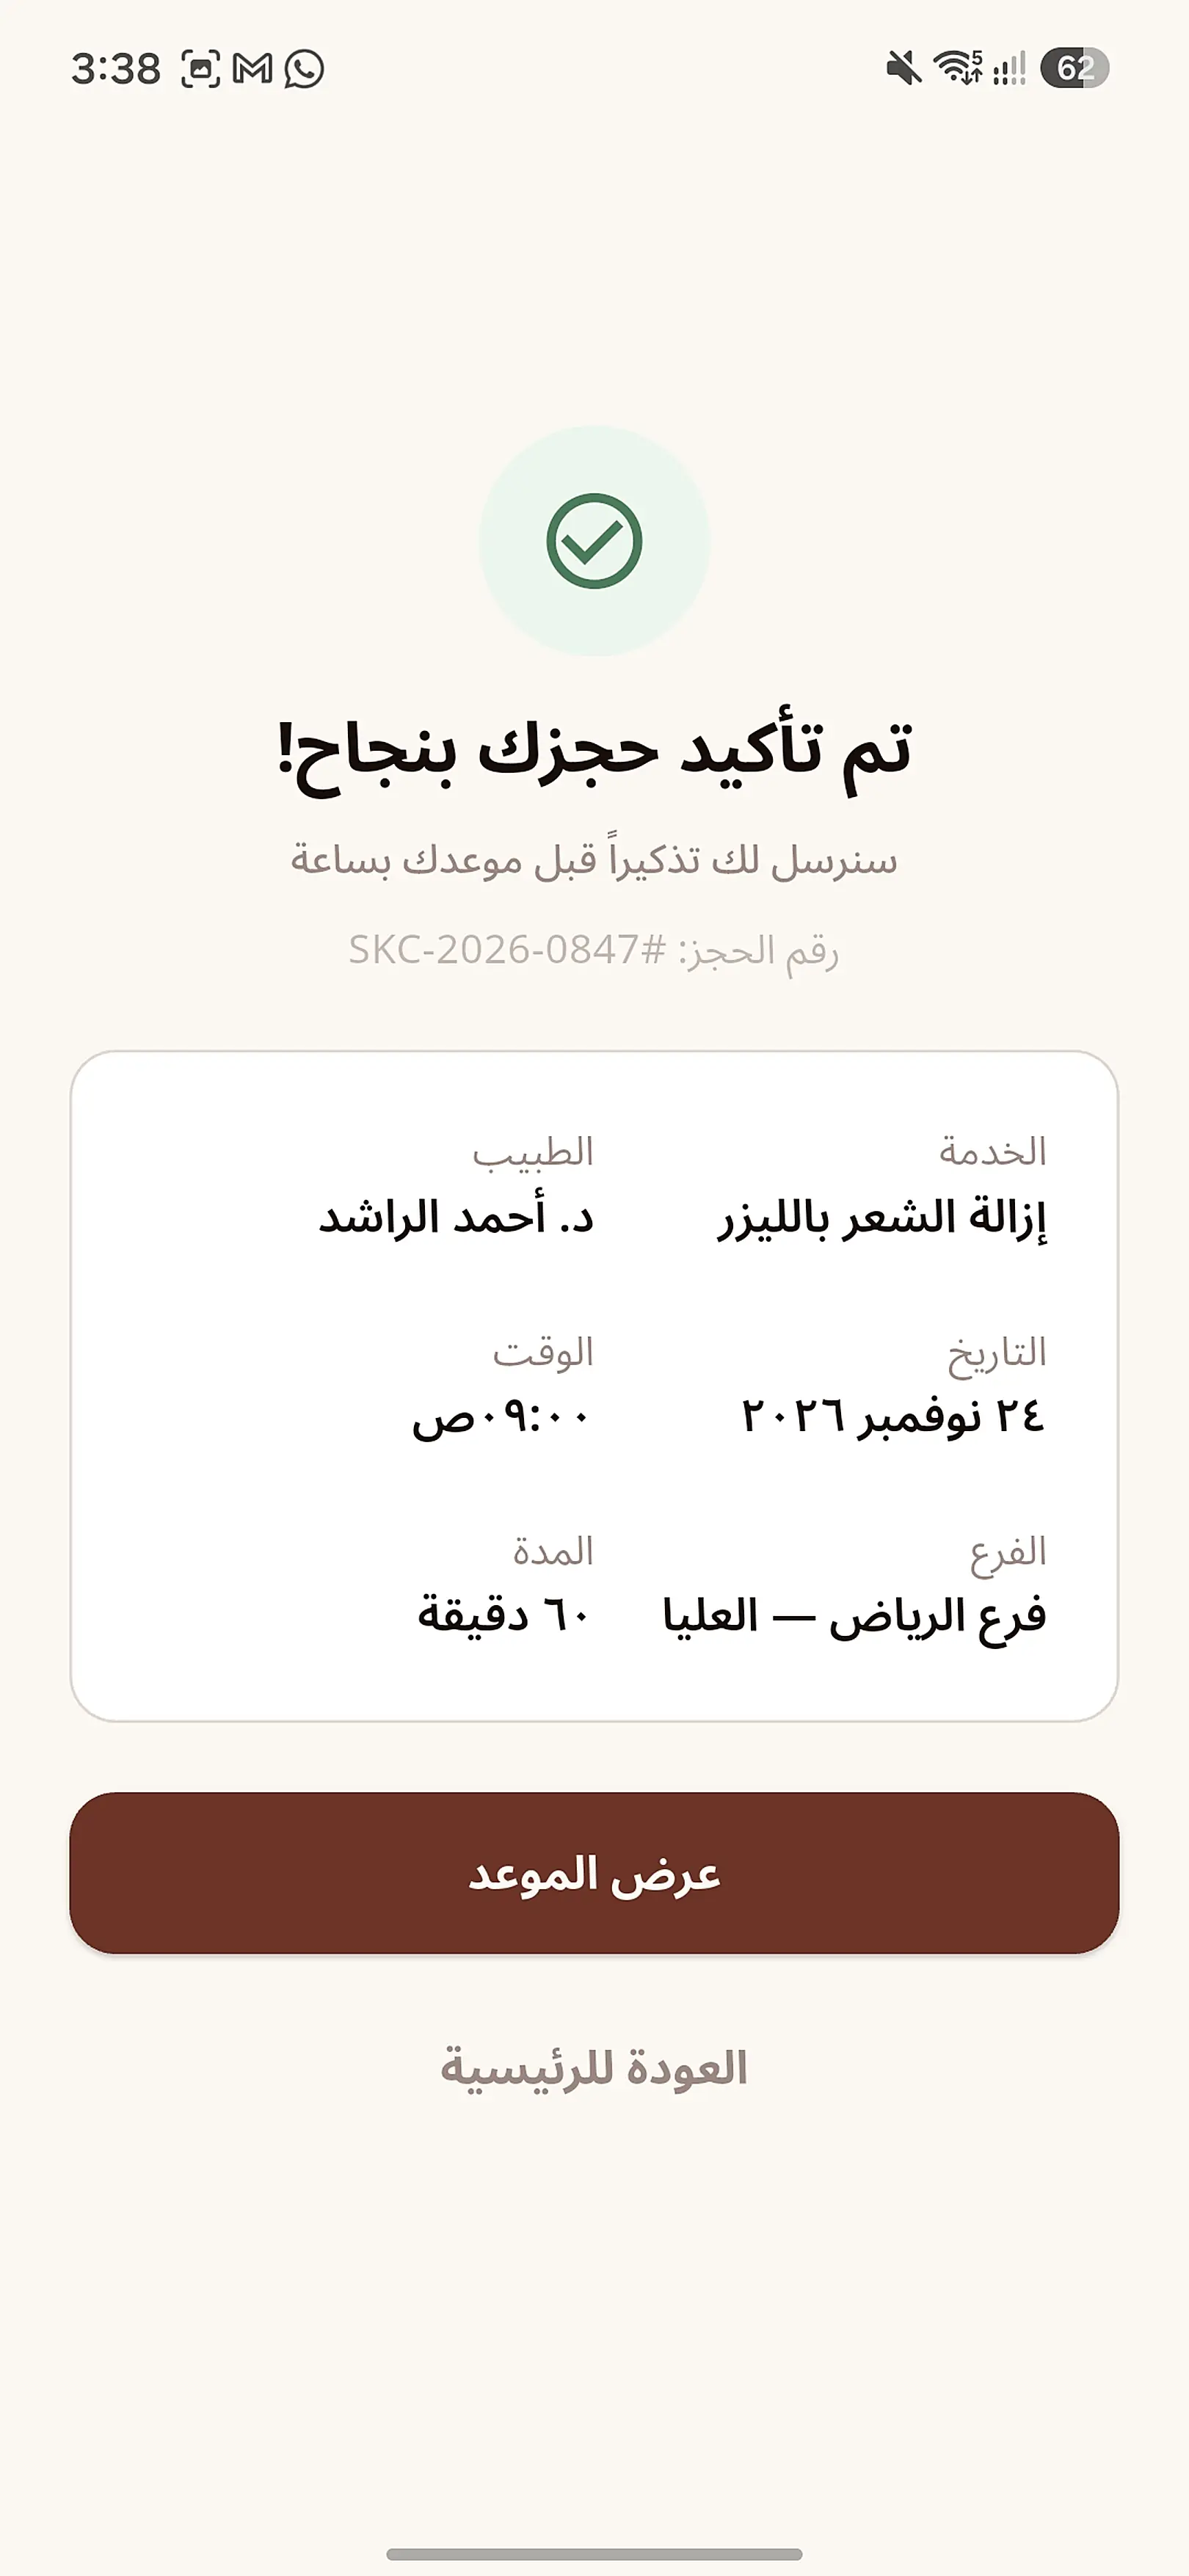 3:38
5
62
تم تأكيد حجزك بنجاح!
سنرسل لك تذكيراً قبل موعدك بساعة
رقم الحجز: #SKC-2026-0847
الخدمة الطبيب
إزالة الشعر بالليزر د. أحمد الراشد
التاريخ الوقت
٢٤ نوفمبر ٢٠٢٦ ٠٩:٠٠ص
الفرع المدة
فرع الرياض — العليا ٦٠ دقيقة
عرض الموعد
العودة للرئيسية